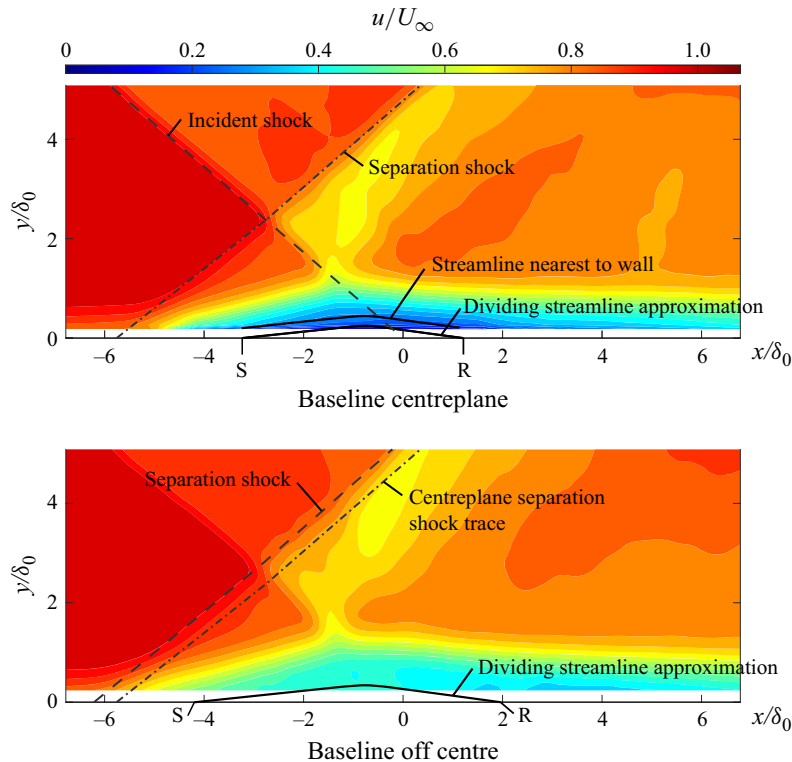 u/U∞
0 0.2 0.4 0.6 0.8 1.0
Incident shock
Separation shock
Streamline nearest to wall
Dividing streamline approximation
y/δ0
4
2
0
–6 –4 –2 0 2 4 6 x/δ0
S R
Baseline centreplane
Separation shock
Centreplane separation
shock trace
Dividing streamline approximation
y/δ0
4
2
0
S R
–6 –4 –2 0 2 4 6 x/δ0
Baseline off centre